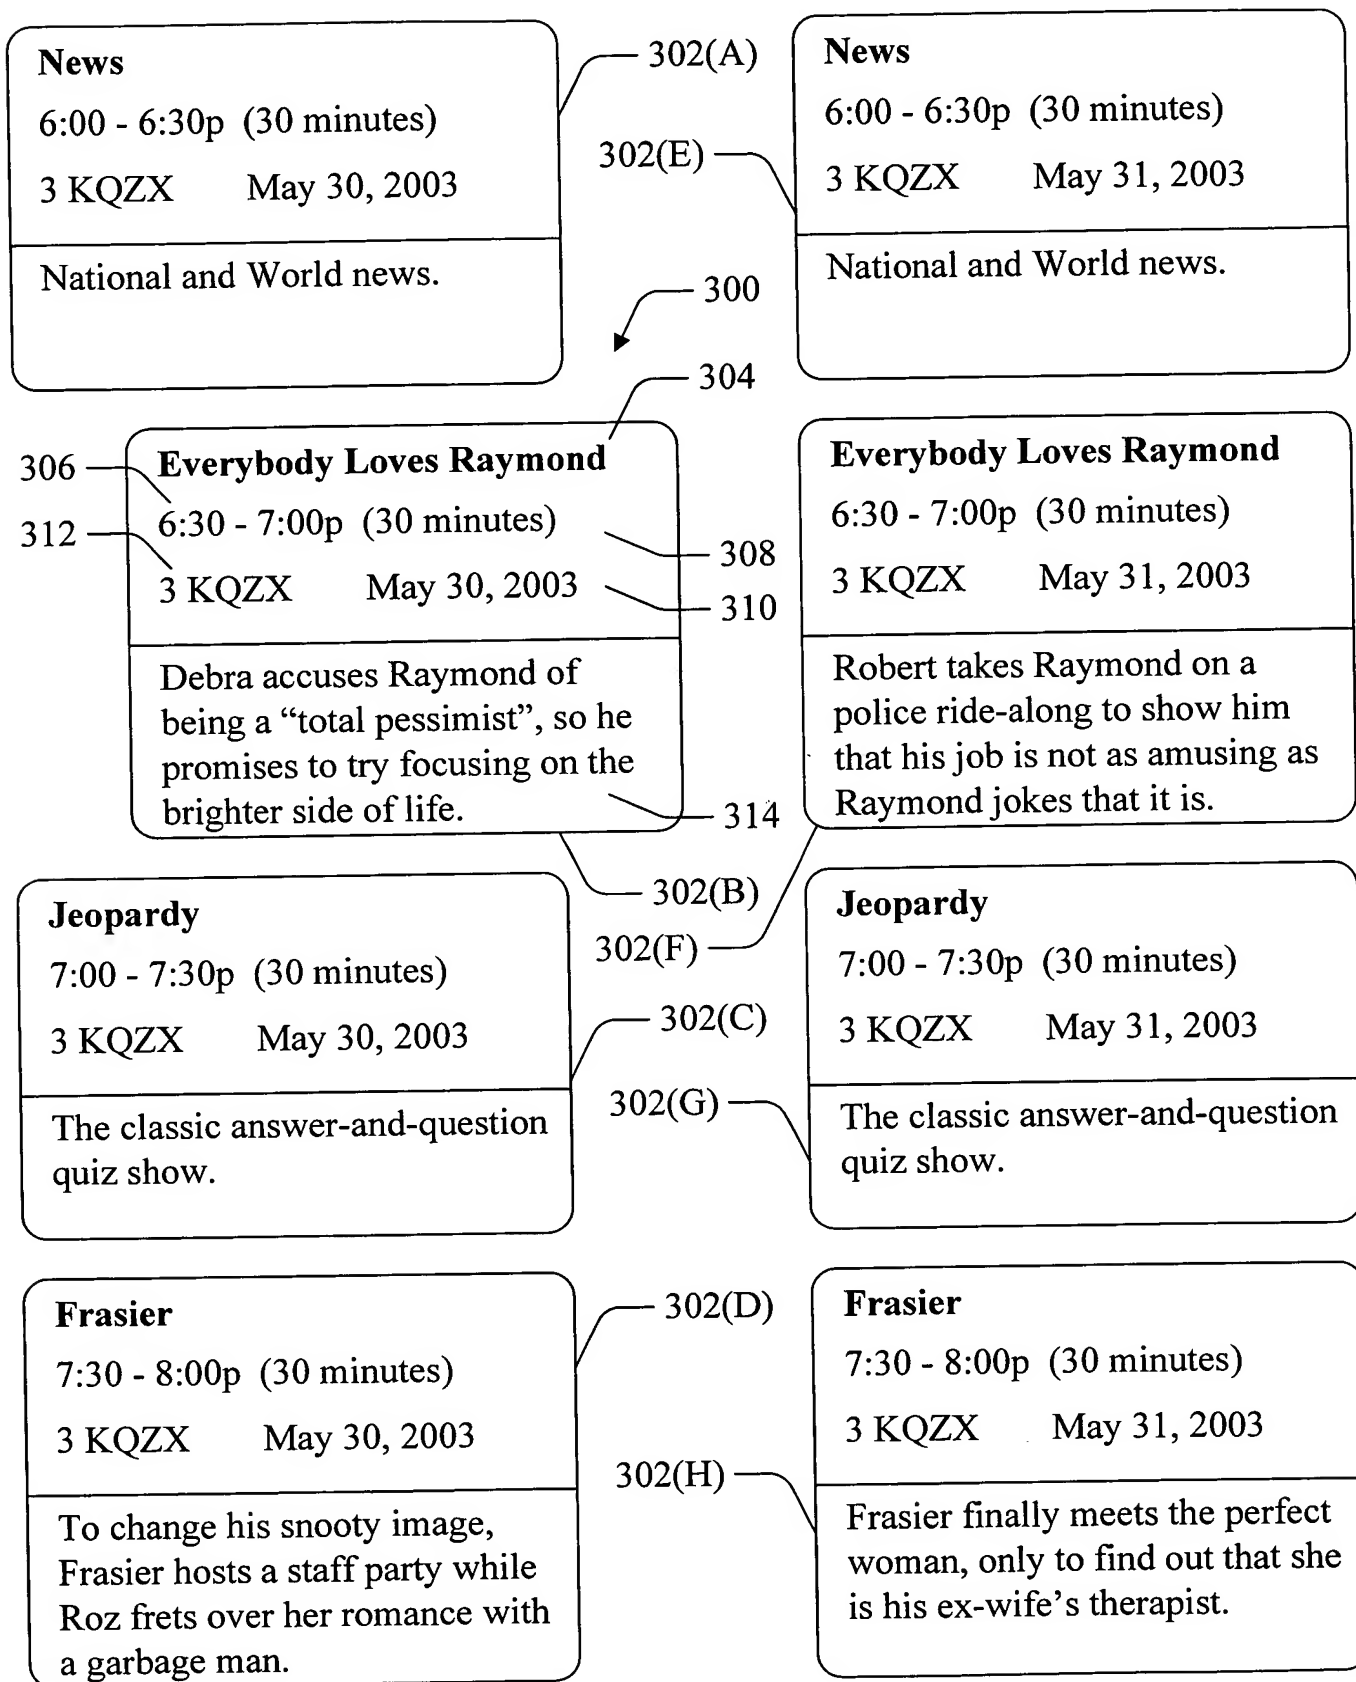 News
6:00 - 6:30p (30 minutes)
3 KQZX May 30, 2003
National and World news.
302(A)
302(E)
News
6:00 - 6:30p (30 minutes)
3 KQZX May 31, 2003
National and World news.
300
304
306
312
Everybody Loves Raymond
6:30 - 7:00p (30 minutes)
3 KQZX May 30, 2003
Debra accuses Raymond of
being a “total pessimist”, so he
promises to try focusing on the
brighter side of life.
308
310
314
302(B)
302(F)
Everybody Loves Raymond
6:30 - 7:00p (30 minutes)
3 KQZX May 31, 2003
Robert takes Raymond on a
police ride-along to show him
that his job is not as amusing as
Raymond jokes that it is.
Jeopardy
7:00 - 7:30p (30 minutes)
3 KQZX May 30, 2003
The classic answer-and-question
quiz show.
302(C)
302(G)
Jeopardy
7:00 - 7:30p (30 minutes)
3 KQZX May 31, 2003
The classic answer-and-question
quiz show.
Frasier
7:30 - 8:00p (30 minutes)
3 KQZX May 30, 2003
To change his snooty image,
Frasier hosts a staff party while
Roz frets over her romance with
a garbage man.
302(D)
302(H)
Frasier
7:30 - 8:00p (30 minutes)
3 KQZX May 31, 2003
Frasier finally meets the perfect
woman, only to find out that she
is his ex-wife’s therapist.